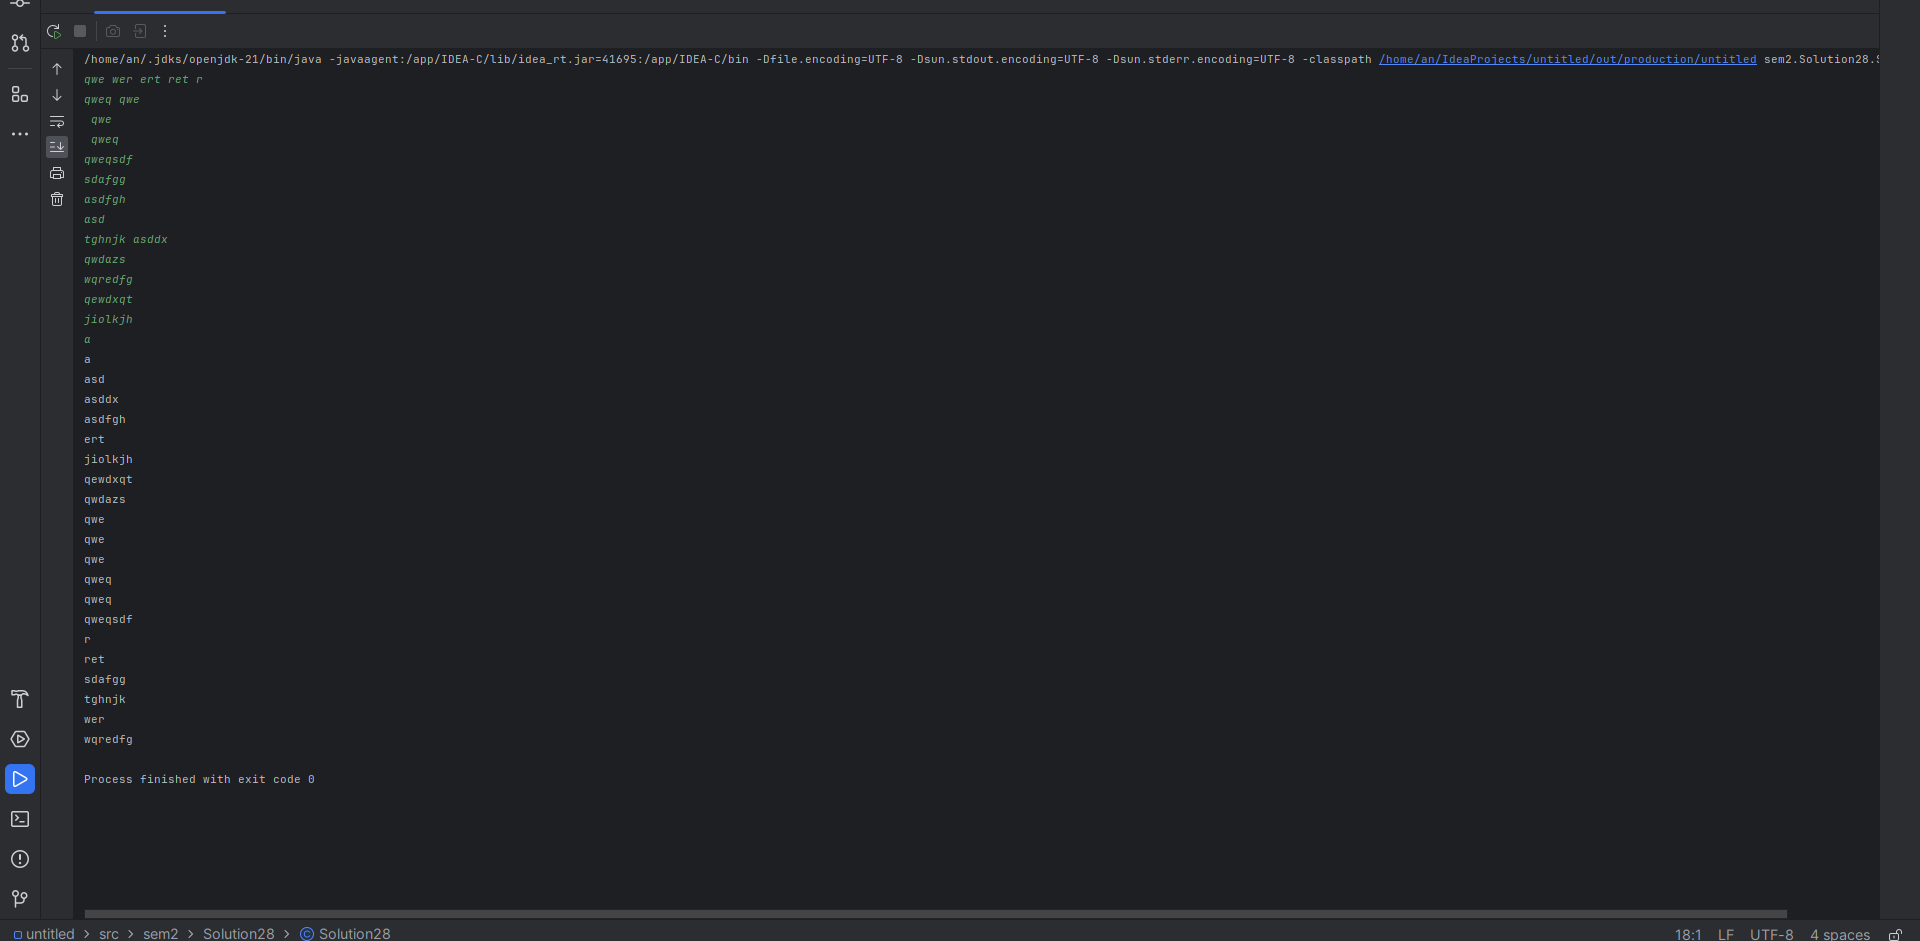 /home/an/.jdks/openjdk-21/bin/java -javaagent:/app/IDEA-C/lib/idea_rt.jar=41695:/app/IDEA-C/bin -Dfile.encoding=UTF-8 -Dsun.stdout.encoding=UTF-8 -Dsun.stderr.encoding=UTF-8 -classpath /home/an/IdeaProjects/untitled/out/production/untitled sem2.Solution28.S
qwe wer ert ret r
qweq qwe
qwe
qweq
qweqsdf
sdafgg
asdfgh
asd
tghnjk asddx
qwdazs
wqredfg
qewdxqt
jiolkjh
a
a
asd
asddx
asdfgh
ert
jiolkjh
qewdxqt
qwdazs
qwe
qwe
qwe
qweq
qweq
qweqsdf
r
ret
sdafgg
tghnjk
wer
wqredfg
Process finished with exit code 0
untitled > src > sem2 > Solution28 > Solution28
18:1 LF UTF-8 4 spaces